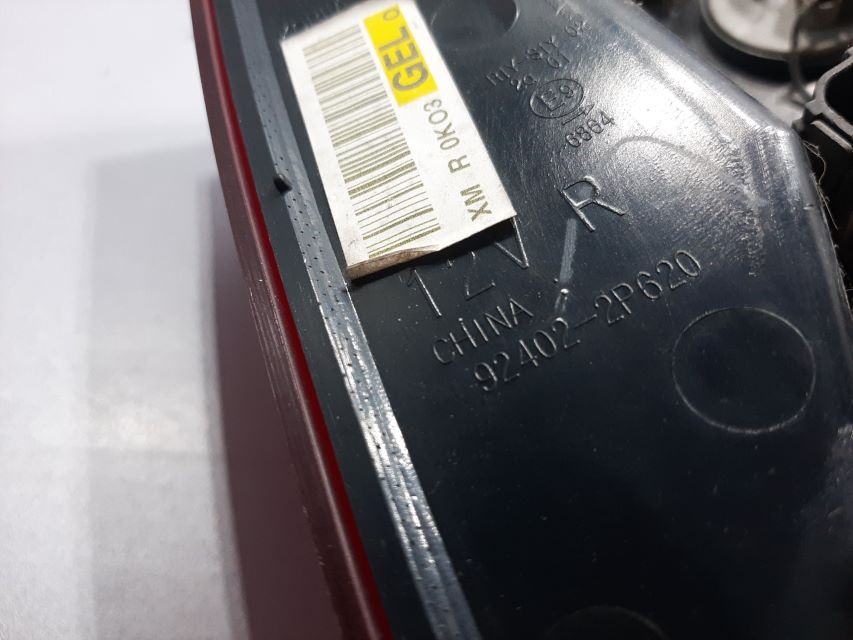 GEL
XM R 0K03
E9
6864
R
12V
CHINA
92402-2P620